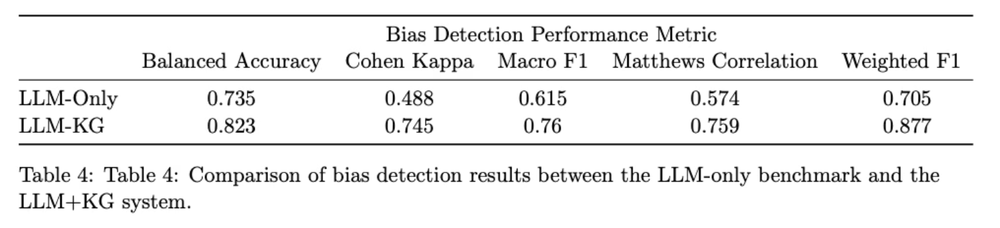 Bias Detection Performance Metric
Balanced Accuracy Cohen Kappa Macro F1 Matthews Correlation Weighted F1
LLM-Only 0.735 0.488 0.615 0.574 0.705
LLM-KG 0.823 0.745 0.76 0.759 0.877
Table 4: Table 4: Comparison of bias detection results between the LLM-only benchmark and the
LLM+KG system.